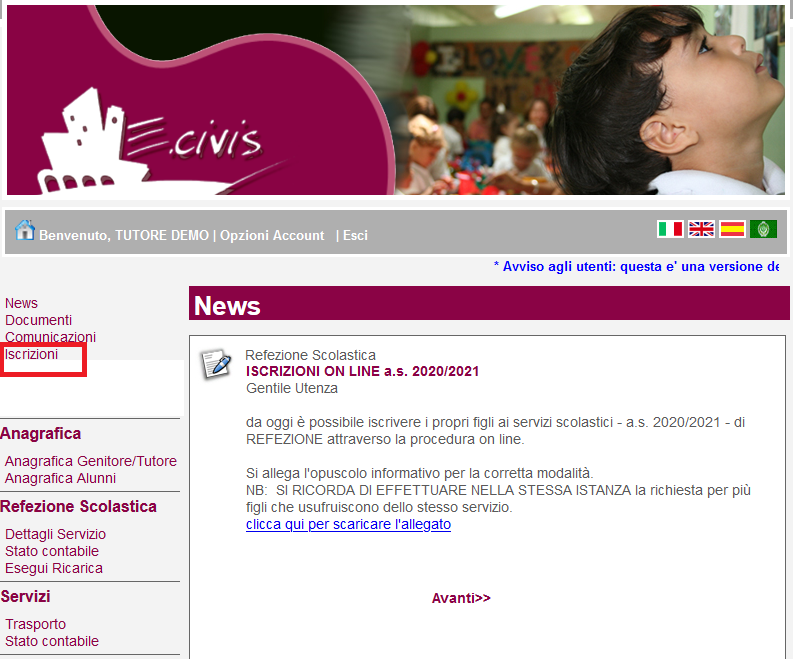 E.civis
Benvenuto, TUTORE DEMO | Opzioni Account | Esci
* Avviso agli utenti: questa e' una versione de
News
Documenti
Comunicazioni
Iscrizioni
Anagrafica
Anagrafica Genitore/Tutore
Anagrafica Alunni
Refezione Scolastica
Dettagli Servizio
Stato contabile
Esegui Ricarica
Servizi
Trasporto
Stato contabile
News
Refezione Scolastica
ISCRIZIONI ON LINE a.s. 2020/2021
Gentile Utenza
da oggi è possibile iscrivere i propri figli ai servizi scolastici - a.s. 2020/2021 - di
REFEZIONE attraverso la procedura on line.
Si allega l'opuscolo informativo per la corretta modalità.
NB: SI RICORDA DI EFFETTUARE NELLA STESSA ISTANZA la richiesta per più
figli che usufruiscono dello stesso servizio.
clicca qui per scaricare l'allegato
Avanti>>